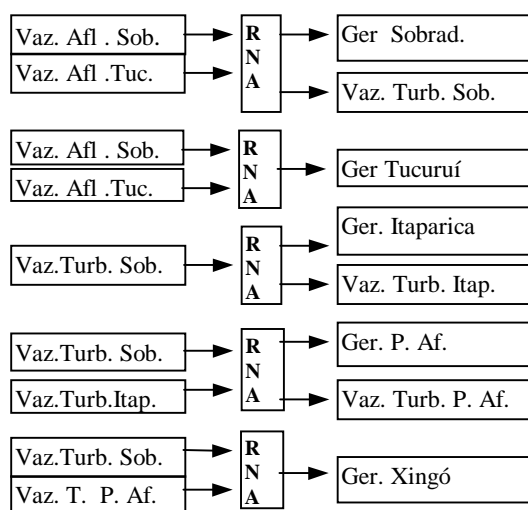 Vaz. Afl . Sob.
Vaz. Afl .Tuc.
R
N
A
Ger Sobrad.
Vaz. Turb. Sob.
Vaz. Afl . Sob.
Vaz. Afl .Tuc.
R
N
A
Ger Tucuruí
Vaz.Turb. Sob.
R
N
A
Ger. Itaparica
Vaz. Turb. Itap.
Vaz.Turb. Sob.
Vaz.Turb.Itap.
R
N
A
Ger. P. Af.
Vaz. Turb. P. Af.
Vaz.Turb. Sob.
Vaz. T. P. Af.
R
N
A
Ger. Xingó